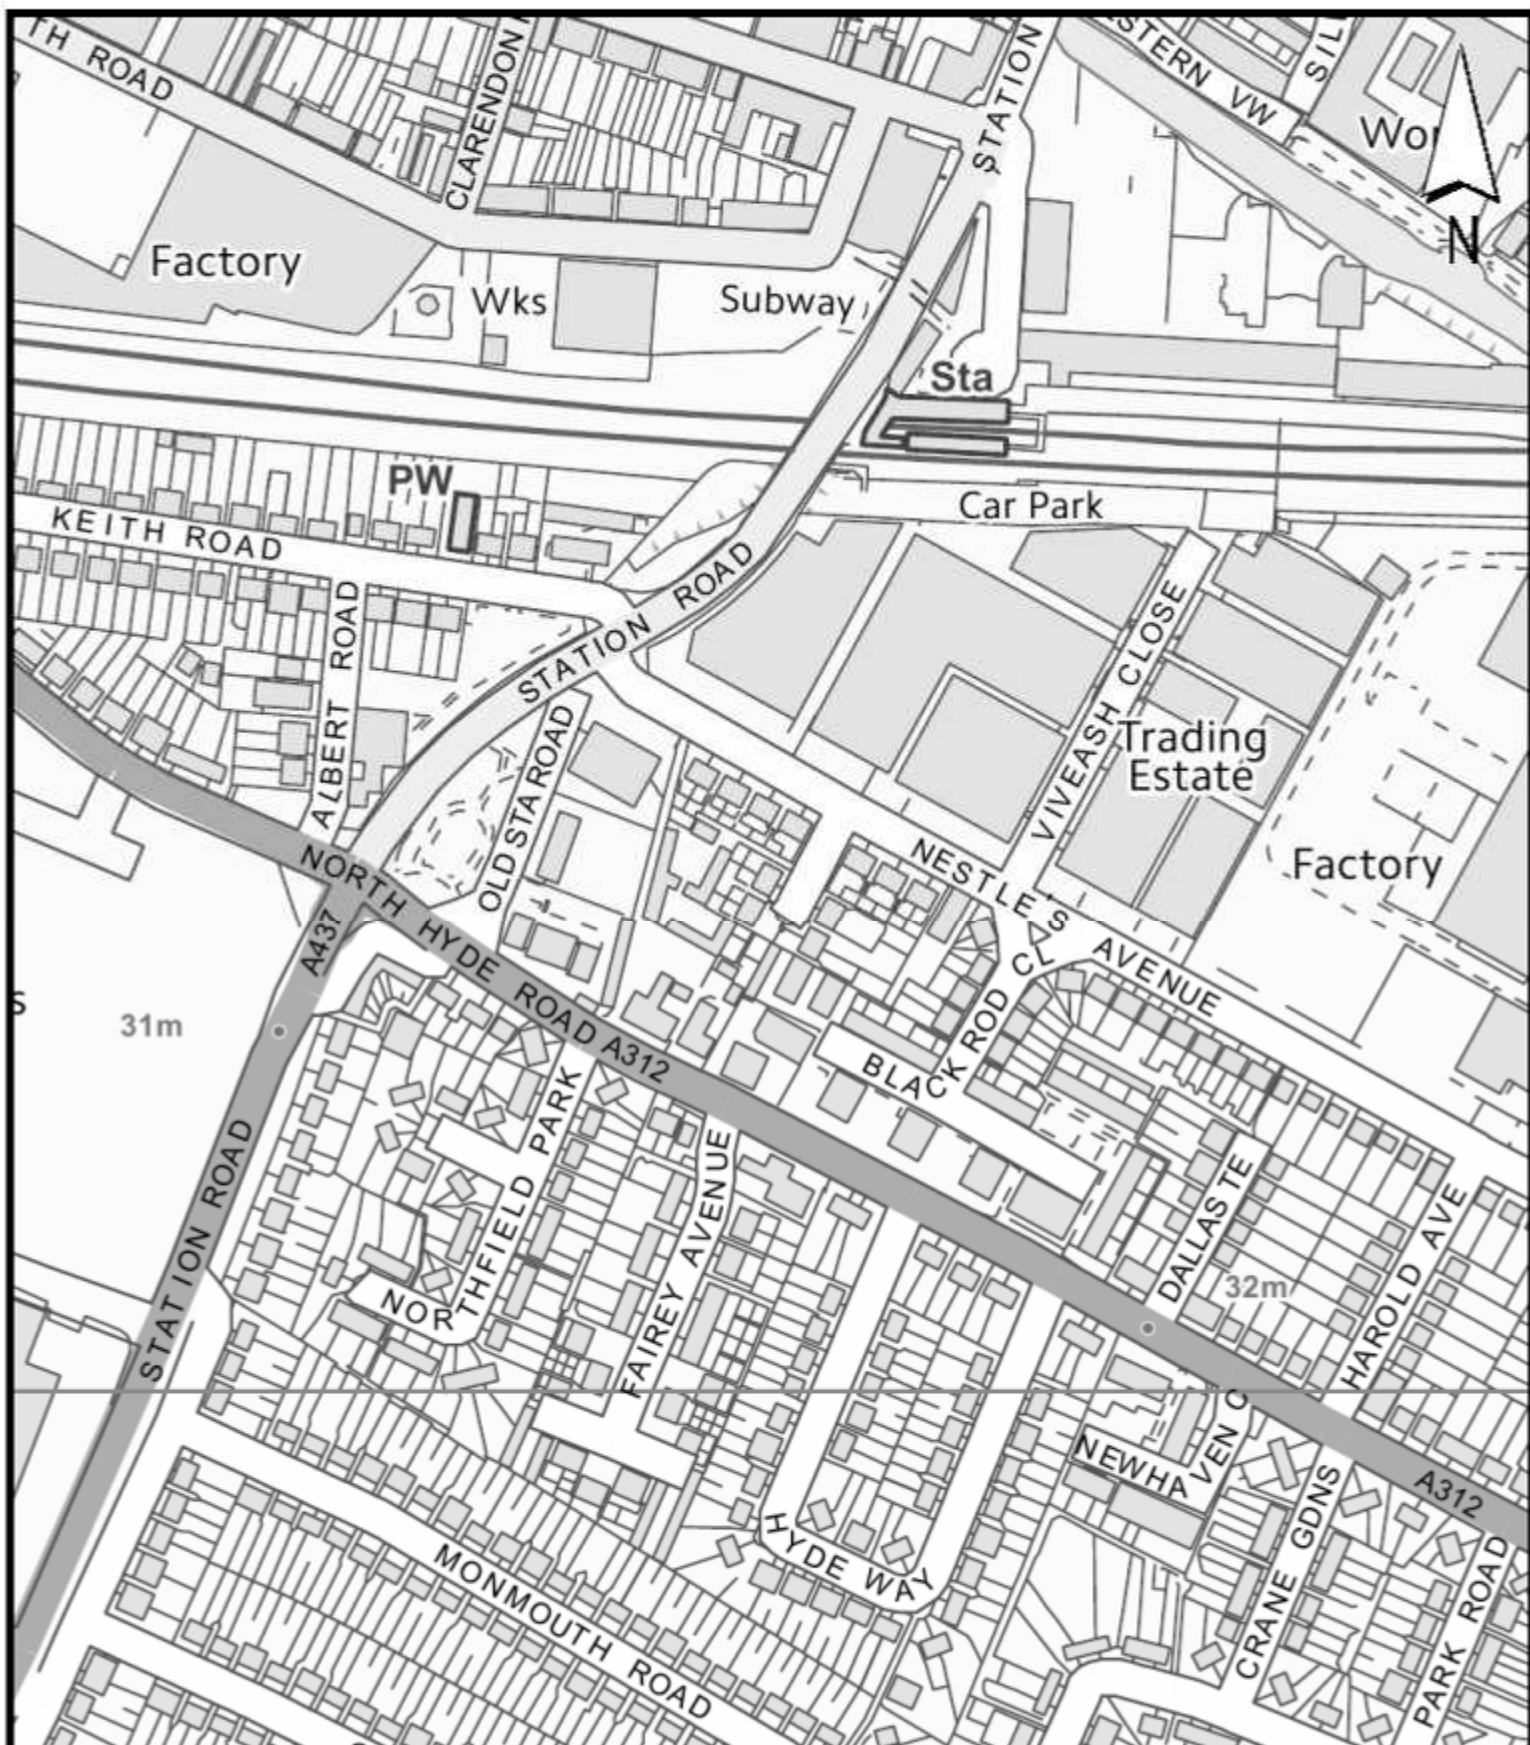 TH ROAD
CLARENDON
STATION
STERN VW
SIL
Wor
N
Factory
Wks
Subway
Sta
PW
Car Park
KEITH ROAD
STATION ROAD
ALBERT ROAD
OLD STA ROAD
VIVEASH CLOSE
Trading
Estate
NORTH HYDE ROAD A312
NESTLE'S AVENUE
Factory
A437
S
31m
BLACK ROD CL
STATION ROAD
NORTHFIELD PARK
FAIREY AVENUE
DALLAS TE
32m
HAROLD AVE
NEWHAVEN C
A312
HYDE WAY
CRANE GDNS
MONMOUTH ROAD
PARK ROAD